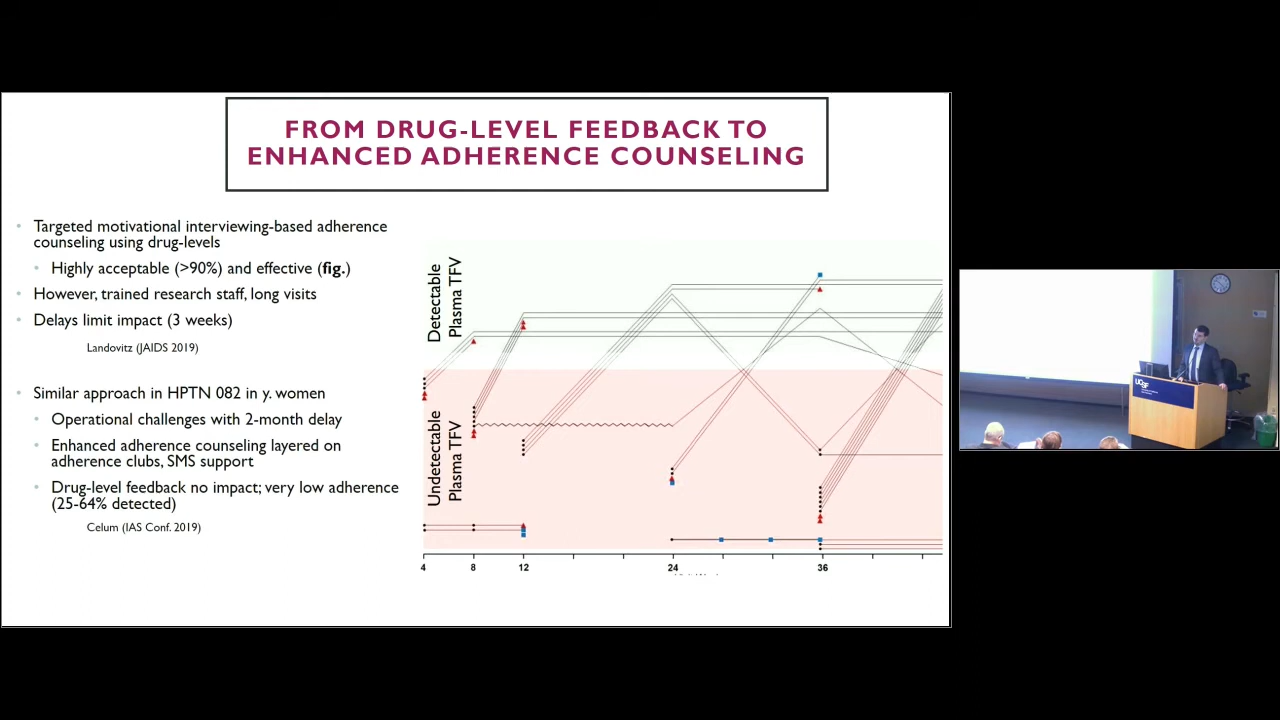 FROM DRUG-LEVEL FEEDBACK TO
ENHANCED ADHERENCE COUNSELING
Targeted motivational interviewing-based adherence
counseling using drug-levels
Highly acceptable (>90%) and effective (fig.)
However, trained research staff, long visits
Delays limit impact (3 weeks)
Landovitz (JAIDS 2019)
Similar approach in HPTN 082 in y. women
Operational challenges with 2-month delay
Enhanced adherence counseling layered on
adherence clubs, SMS support
Drug-level feedback no impact; very low adherence
(25-64% detected)
Celum (IAS Conf. 2019)
Detectable
Plasma TFV
Undetectable
Plasma TFV
4 8 12 24 36
UCSF